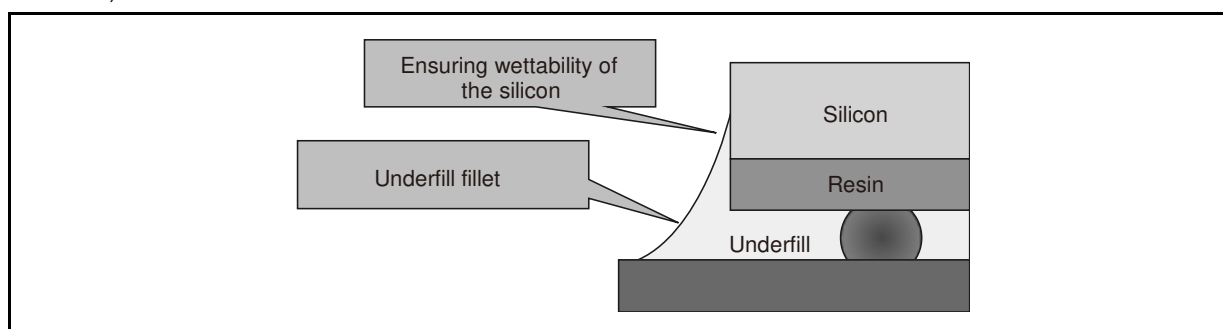 Ensuring wettability of
the silicon
Silicon
Underfill fillet
Resin
Underfill